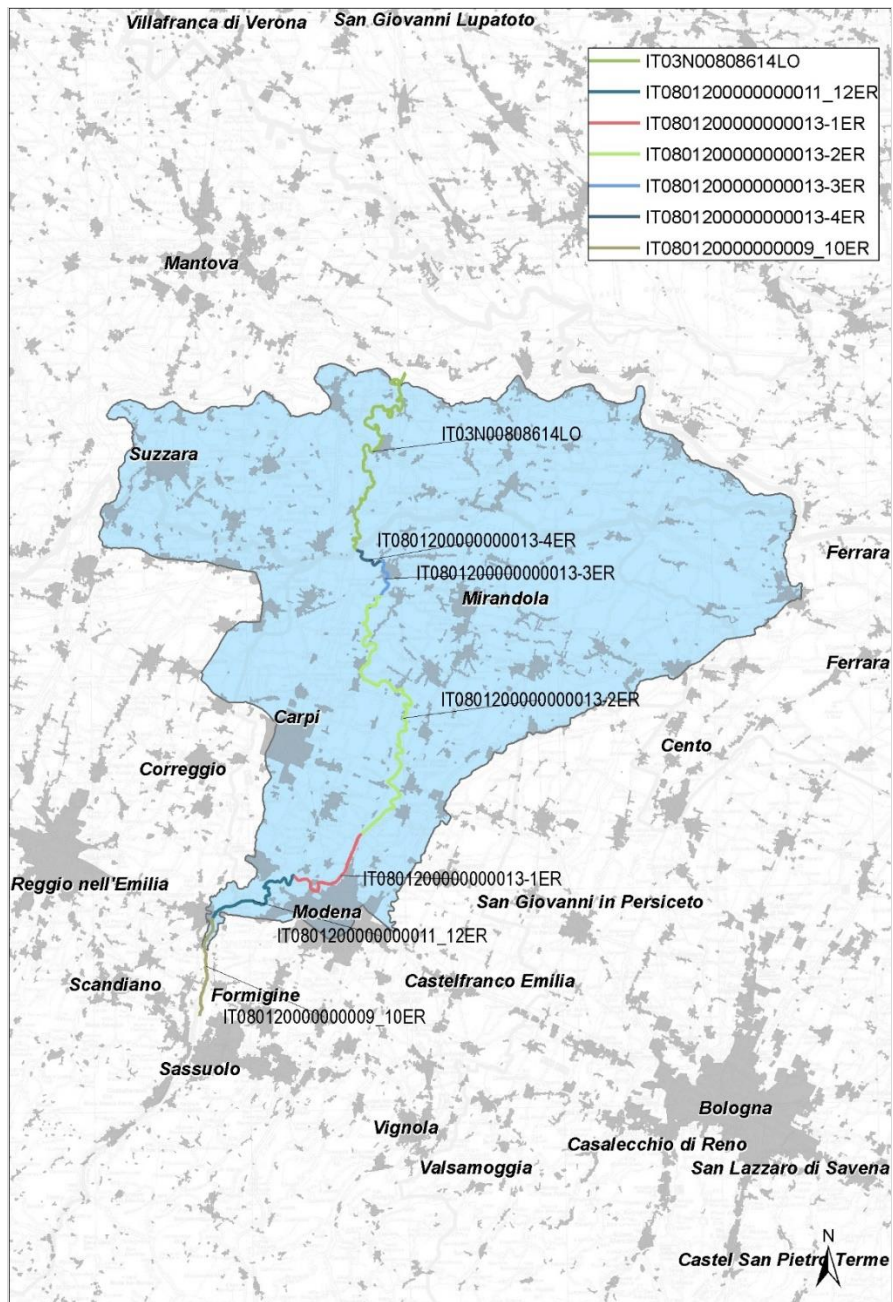 Villafranca di Verona
San Giovanni Lupatoto
IT03N00808614LO
IT0801200000000011_12ER
IT0801200000000013-1ER
IT0801200000000013-2ER
IT0801200000000013-3ER
IT0801200000000013-4ER
IT080120000000009_10ER
Mantova
Suzzara
IT03N00808614LO
IT0801200000000013-4ER
Ferrara
IT0801200000000013-3ER
Mirandola
Ferrara
IT0801200000000013-2ER
Carpi
Cento
Correggio
Reggio nell'Emilia
IT0801200000000013-1ER
San Giovanni in Persiceto
Modena
IT0801200000000011_12ER
Scandiano
Castelfranco Emilia
Formigine
IT080120000000009_10ER
Sassuolo
Bologna
Vignola
Casalecchio di Reno
Valsamoggia
San Lazzaro di Savena
N
Castel San Pietro Terme